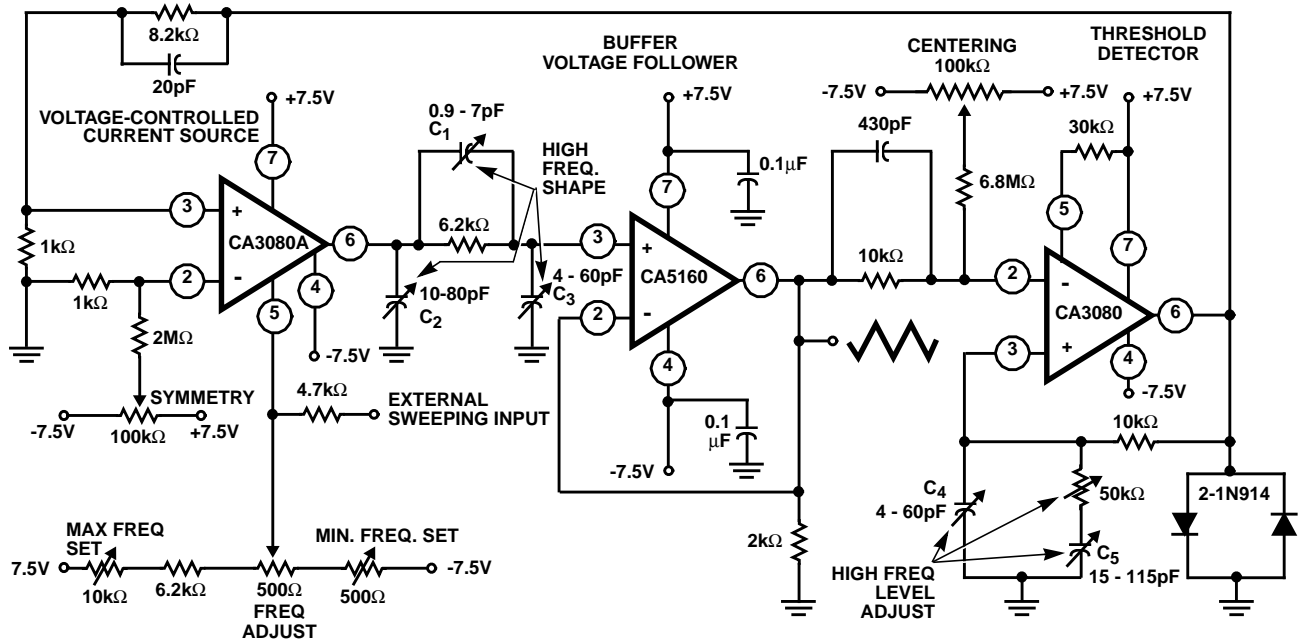 8.2kΩ
20pF
+7.5V
VOLTAGE-CONTROLLED
CURRENT SOURCE
7
3
+
CA3080A
6
1kΩ
1kΩ
2
-
4
5
-7.5V
2MΩ
SYMMETRY
-7.5V
100kΩ
+7.5V
4.7kΩ
EXTERNAL
SWEEPING INPUT
MAX FREQ
SET
7.5V
10kΩ
6.2kΩ
500Ω
FREQ
ADJUST
MIN. FREQ. SET
500Ω
-7.5V
0.9 - 7pF
C1
HIGH
FREQ.
SHAPE
6.2kΩ
10-80pF
C2
4 - 60pF
C3
BUFFER
VOLTAGE FOLLOWER
+7.5V
0.1μF
7
3
+
CA5160
6
2
-
4
0.1
μF
-7.5V
2kΩ
CENTERING
100kΩ
-7.5V
+7.5V
430pF
10kΩ
6.8MΩ
THRESHOLD
DETECTOR
+7.5V
30kΩ
5
7
2
-
CA3080
6
3
+
4
-7.5V
10kΩ
C4
4 - 60pF
50kΩ
C5
15 - 115pF
HIGH FREQ
LEVEL
ADJUST
2-1N914